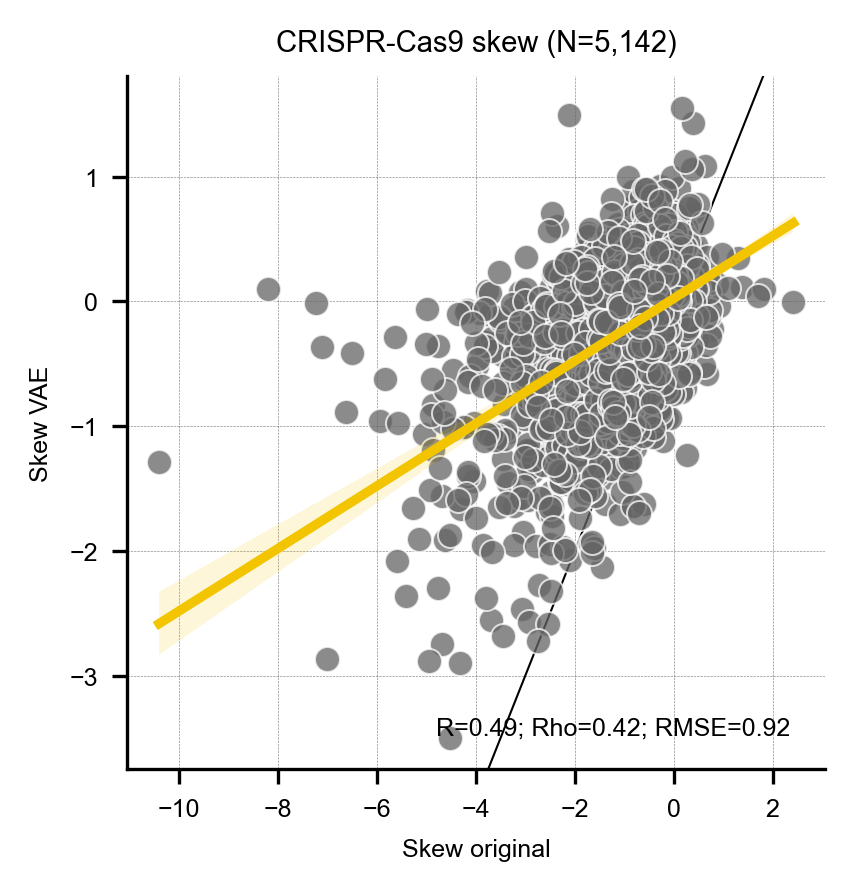 CRISPR-Cas9 skew (N=5,142)
Skew VAE
1
0
−1
−2
−3
R=0.49; Rho=0.42; RMSE=0.92
−10 −8 −6 −4 −2 0 2
Skew original